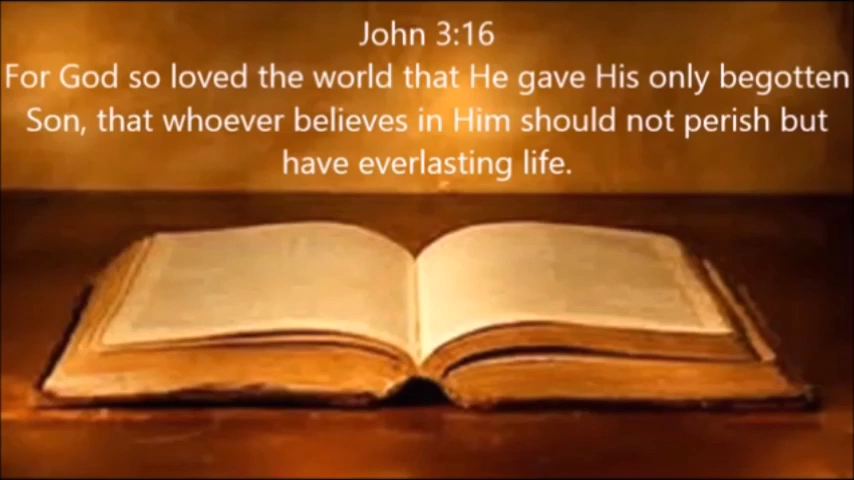 John 3:16
For God so loved the world that He gave His only begotten
Son, that whoever believes in Him should not perish but
have everlasting life.